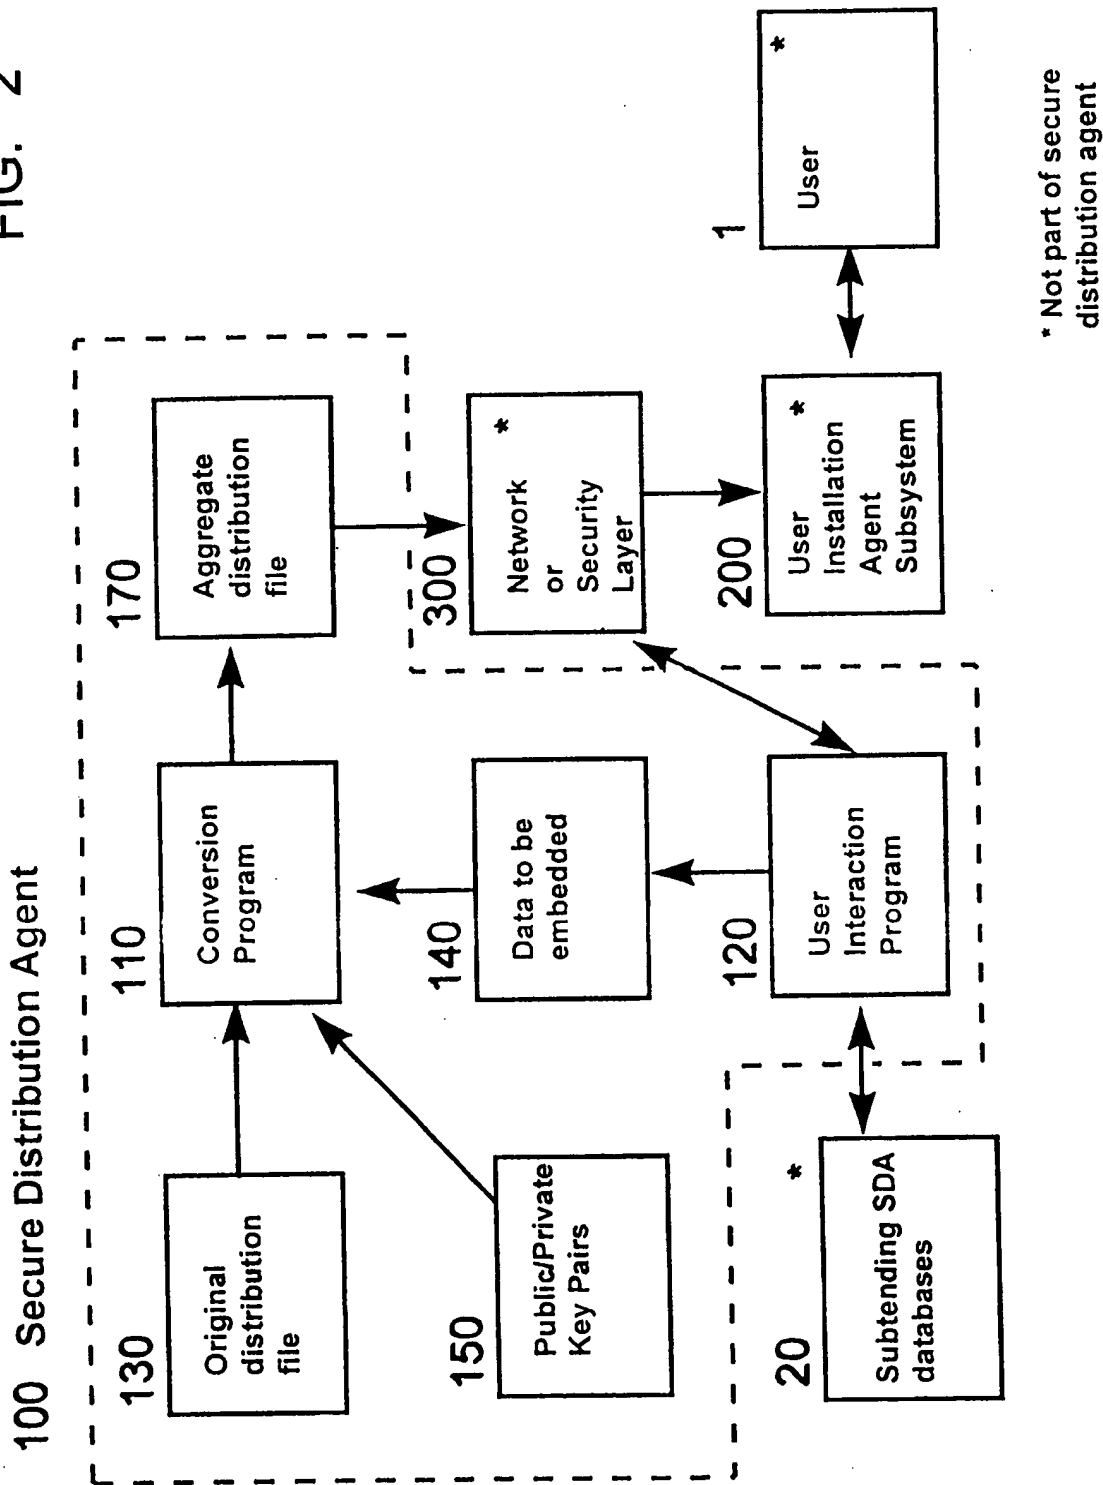 FIG. 2
100 Secure Distribution Agent
130
Original
distribution
file
110
Conversion
Program
170
Aggregate
distribution
file
150
Public/Private
Key Pairs
140
Data to be
embedded
300
Network *
or
Security
Layer
20 *
Subtending SDA
databases
120
User
Interaction
Program
200
User *
Installation
Agent
Subsystem
1
User *
* Not part of secure
distribution agent